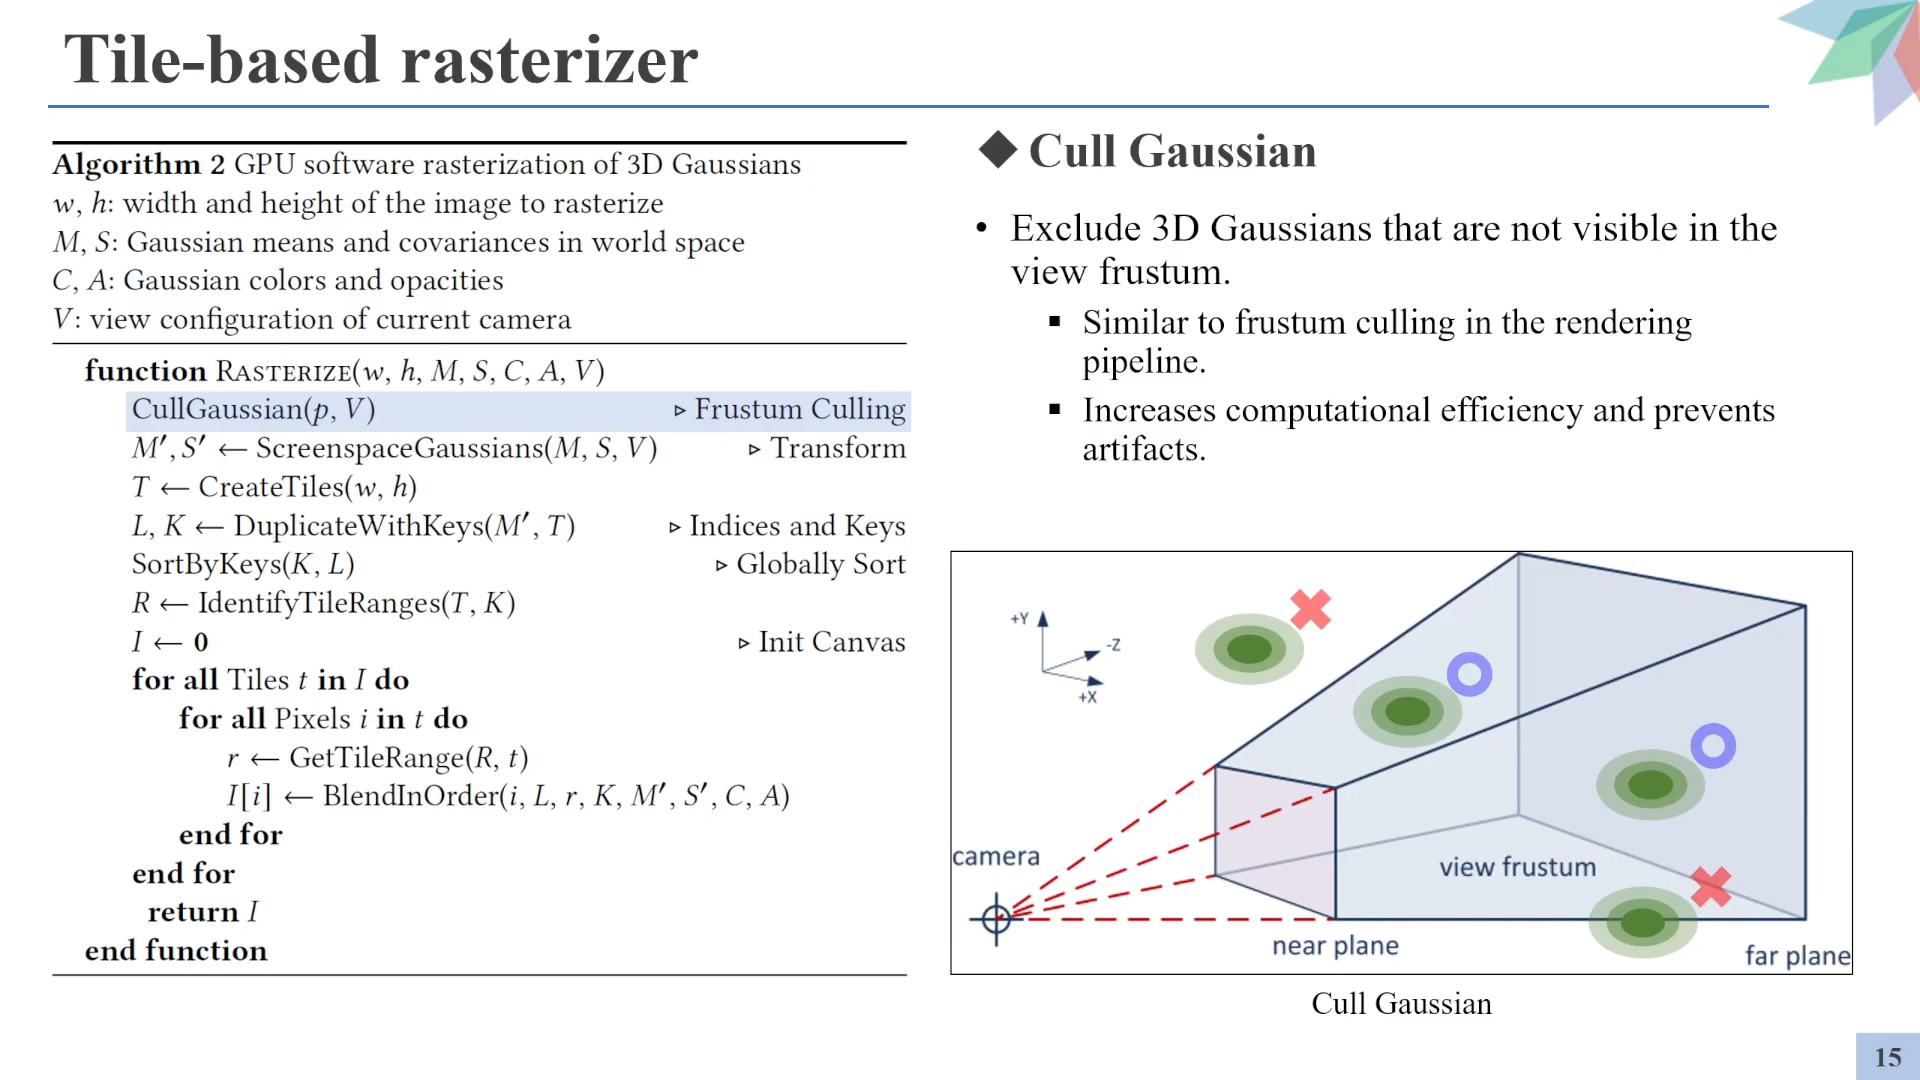 Tile-based rasterizer
Algorithm 2 GPU software rasterization of 3D Gaussians
w, h: width and height of the image to rasterize
M, S: Gaussian means and covariances in world space
C, A: Gaussian colors and opacities
V: view configuration of current camera
function RASTERIZE(w, h, M, S, C, A, V)
CullGaussian(p, V) ▹ Frustum Culling
M′, S′ ← ScreenspaceGaussians(M, S, V) ▹ Transform
T ← CreateTiles(w, h)
L, K ← DuplicateWithKeys(M′, T) ▹ Indices and Keys
SortByKeys(K, L) ▹ Globally Sort
R ← IdentifyTileRanges(T, K)
I ← 0 ▹ Init Canvas
for all Tiles t in I do
for all Pixels i in t do
r ← GetTileRange(R, t)
I[i] ← BlendInOrder(i, L, r, K, M′, S′, C, A)
end for
end for
return I
end function
◆ Cull Gaussian
• Exclude 3D Gaussians that are not visible in the
view frustum.
▪ Similar to frustum culling in the rendering
pipeline.
▪ Increases computational efficiency and prevents
artifacts.
+Y
-Z
+X
camera
view frustum
near plane
far plane
Cull Gaussian
15